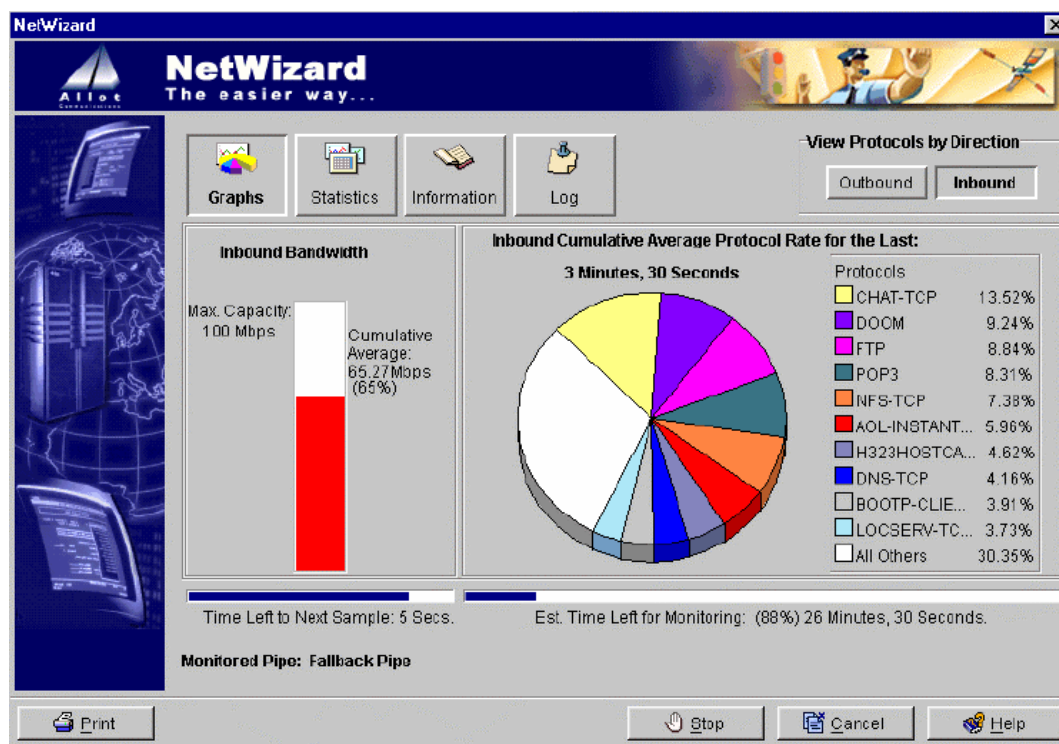 NetWizard
Allot
Communications
NetWizard
The easier way...
Graphs
Statistics
Information
Log
View Protocols by Direction
Outbound
Inbound
Inbound Bandwidth
Max. Capacity:
100 Mbps
Cumulative
Average:
65.27Mbps
(65%)
Inbound Cumulative Average Protocol Rate for the Last:
3 Minutes, 30 Seconds
Protocols
CHAT-TCP 13.52%
DOOM 9.24%
FTP 8.84%
POP3 8.31%
NFS-TCP 7.38%
AOL-INSTANT... 5.96%
H323HOSTCA... 4.62%
DNS-TCP 4.16%
BOOTP-CLIE... 3.91%
LOCSERV-TC... 3.73%
All Others 30.35%
Time Left to Next Sample: 5 Secs.
Est. Time Left for Monitoring: (88%) 26 Minutes, 30 Seconds.
Monitored Pipe: Fallback Pipe
Print
Stop
Cancel
Help